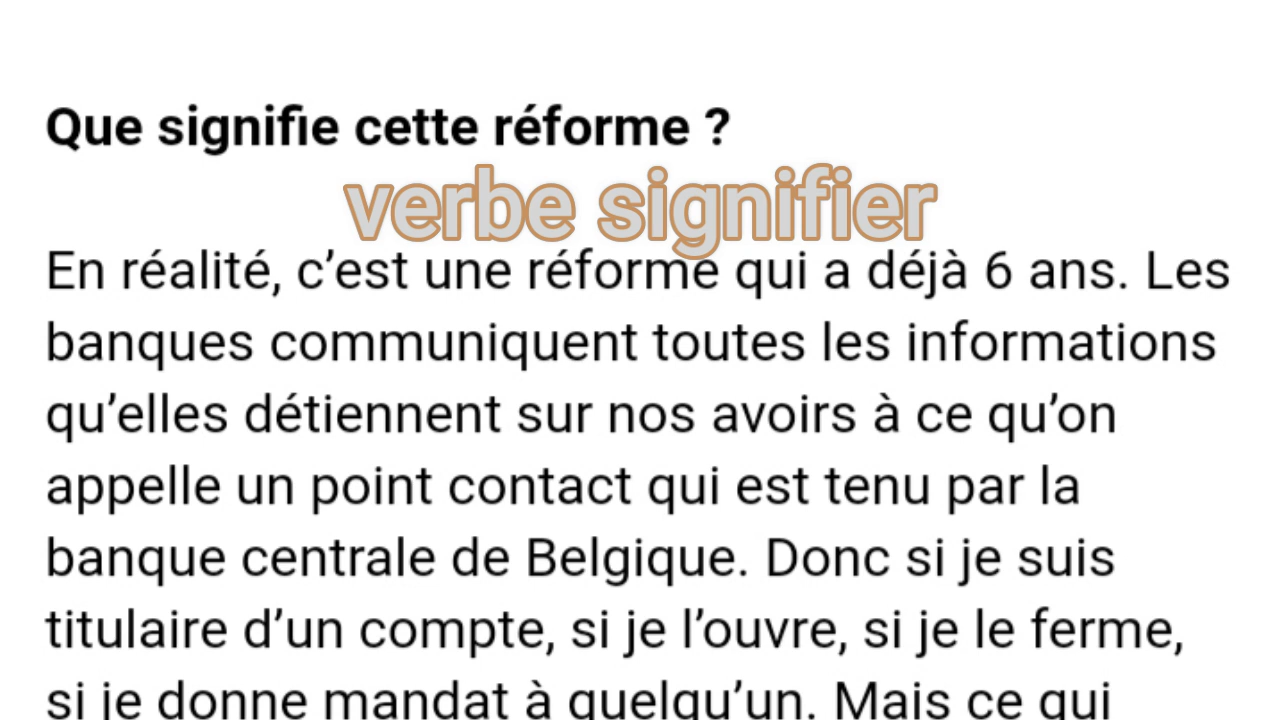 Que signifie cette réforme ?
verbe signifier
En réalité, c’est une réforme qui a déjà 6 ans. Les
banques communiquent toutes les informations
qu’elles détiennent sur nos avoirs à ce qu’on
appelle un point contact qui est tenu par la
banque centrale de Belgique. Donc si je suis
titulaire d’un compte, si je l’ouvre, si je le ferme,
si je donne mandat à quelqu’un. Mais ce qui